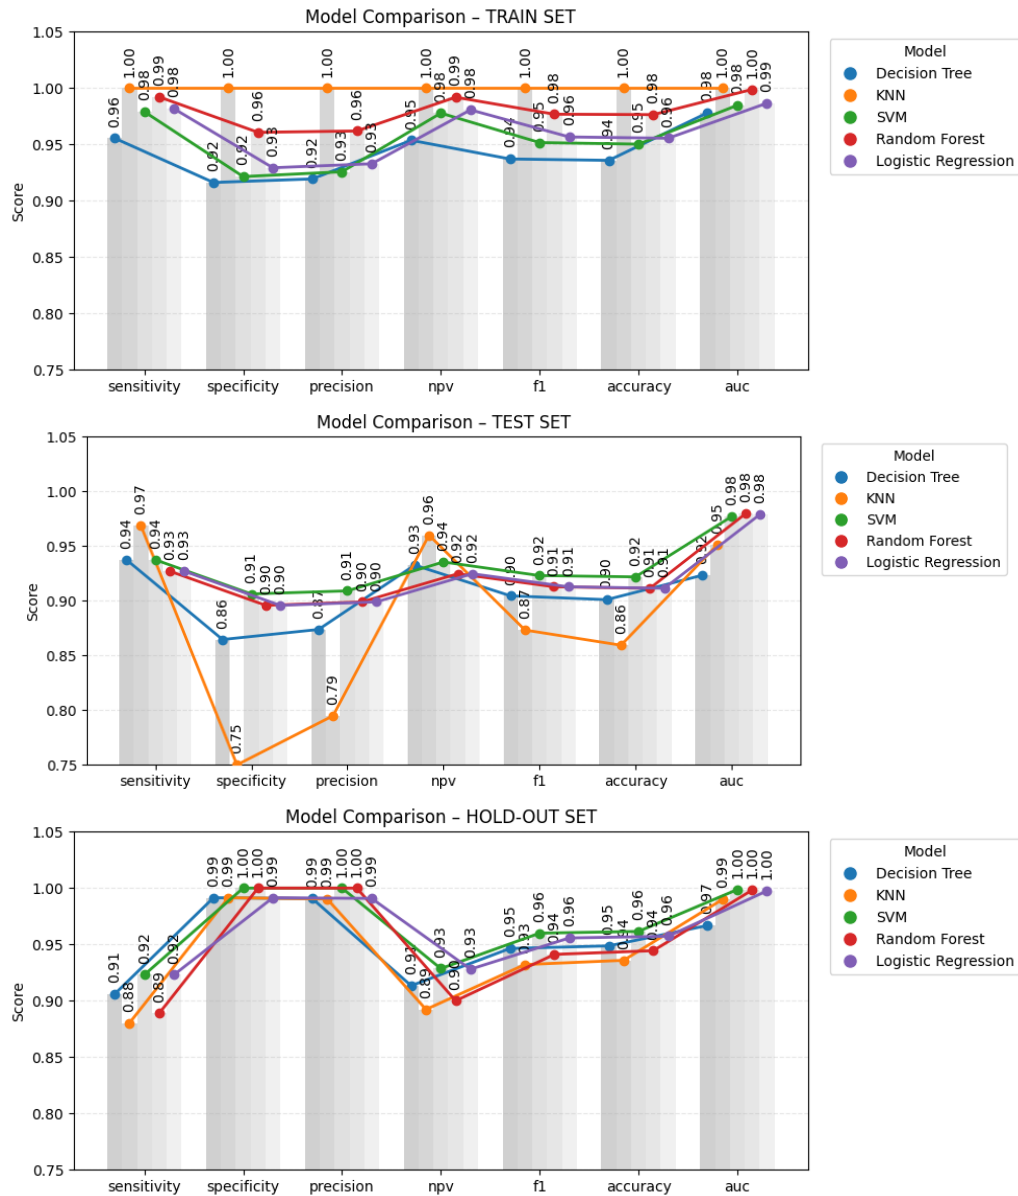 Model Comparison – TRAIN SET
1.05
1.00
0.95
0.90
0.85
0.80
0.75
Score
0.96 1.00 0.98 0.99 0.98
0.92 1.00 0.92 0.96 0.93
0.92 1.00 0.93 0.96 0.93
0.95 1.00 0.98 0.99 0.98
0.94 1.00 0.95 0.98 0.96
0.94 1.00 0.95 0.98 0.96
0.98 1.00 0.98 1.00 0.99
sensitivity specificity precision npv f1 accuracy auc
Model
Decision Tree
KNN
SVM
Random Forest
Logistic Regression
Model Comparison – TEST SET
1.05
1.00
0.95
0.90
0.85
0.80
0.75
Score
0.94 0.97 0.94 0.93 0.93
0.86 0.75 0.91 0.90 0.90
0.87 0.79 0.91 0.90 0.90
0.93 0.96 0.94 0.92 0.92
0.90 0.87 0.92 0.91 0.91
0.90 0.86 0.92 0.91 0.91
0.92 0.95 0.98 0.98 0.98
sensitivity specificity precision npv f1 accuracy auc
Model
Decision Tree
KNN
SVM
Random Forest
Logistic Regression
Model Comparison – HOLD-OUT SET
1.05
1.00
0.95
0.90
0.85
0.80
0.75
Score
0.91 0.88 0.92 0.89 0.92
0.99 0.99 1.00 1.00 0.99
0.99 0.99 1.00 1.00 0.99
0.91 0.89 0.93 0.90 0.93
0.95 0.93 0.96 0.94 0.96
0.95 0.94 0.96 0.94 0.96
0.97 0.99 1.00 1.00 1.00
sensitivity specificity precision npv f1 accuracy auc
Model
Decision Tree
KNN
SVM
Random Forest
Logistic Regression